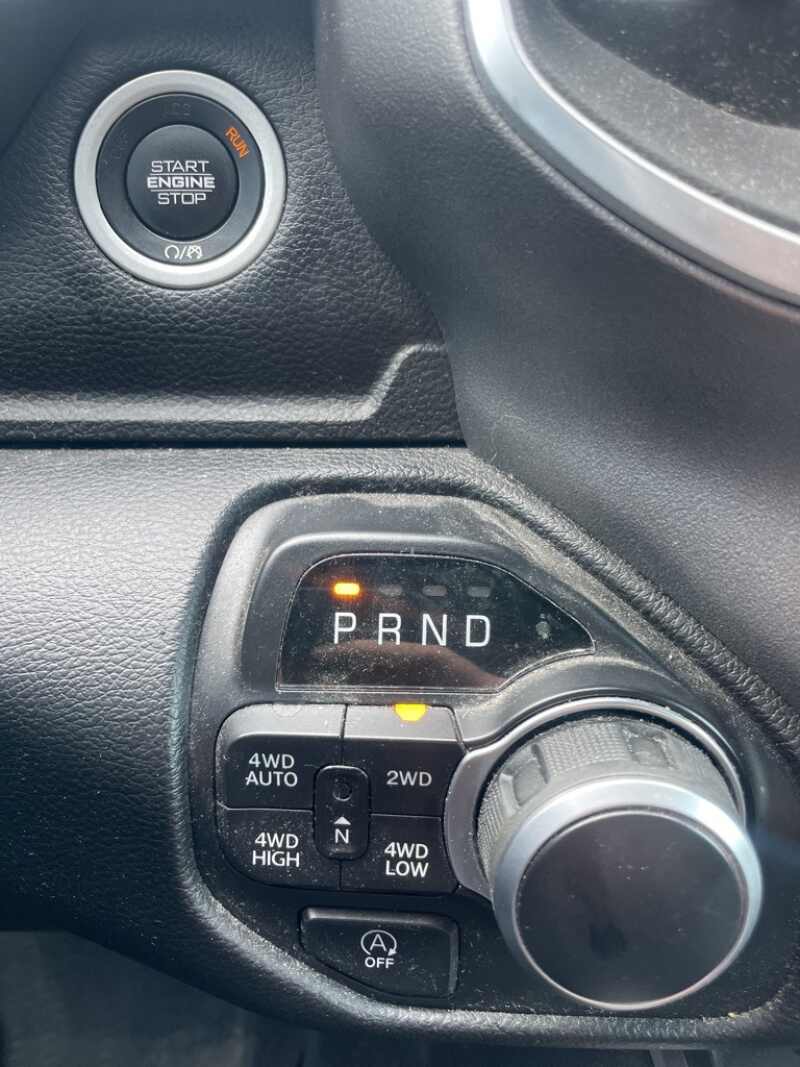 RUN
START
ENGINE
STOP
P R N D
4WD
AUTO
2WD
N
4WD
HIGH
4WD
LOW
A
OFF